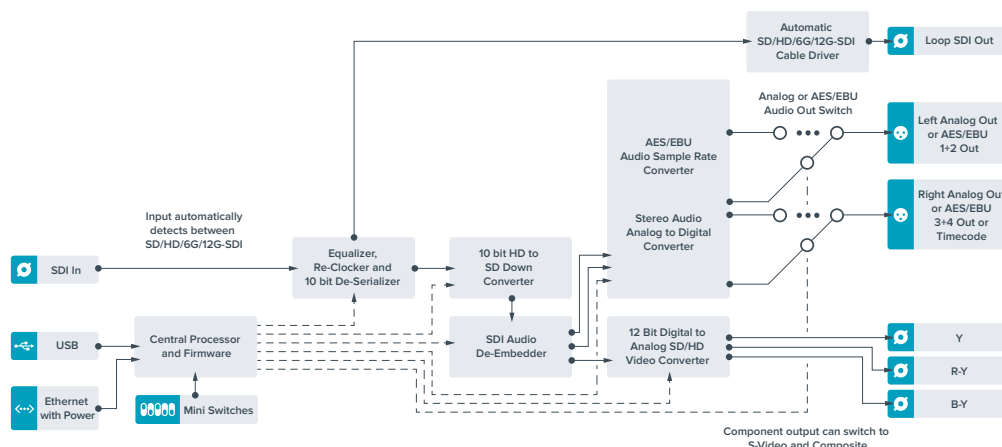 Automatic
SD/HD/6G/12G-SDI
Cable Driver
Loop SDI Out
Analog or AES/EBU
Audio Out Switch
Left Analog Out
or AES/EBU
1+2 Out
AES/EBU
Audio Sample Rate
Converter
Right Analog Out
or AES/EBU
3+4 Out or
Timecode
Stereo Audio
Analog to Digital
Converter
Input automatically
detects between
SD/HD/6G/12G-SDI
SDI In
Equalizer,
Re-Clocker and
10 bit De-Serializer
10 bit HD to
SD Down
Converter
USB
Central Processor
and Firmware
SDI Audio
De-Embedder
12 Bit Digital to
Analog SD/HD
Video Converter
Y
R-Y
B-Y
Ethernet
with Power
Mini Switches
Component output can switch to
S-Video and Composite